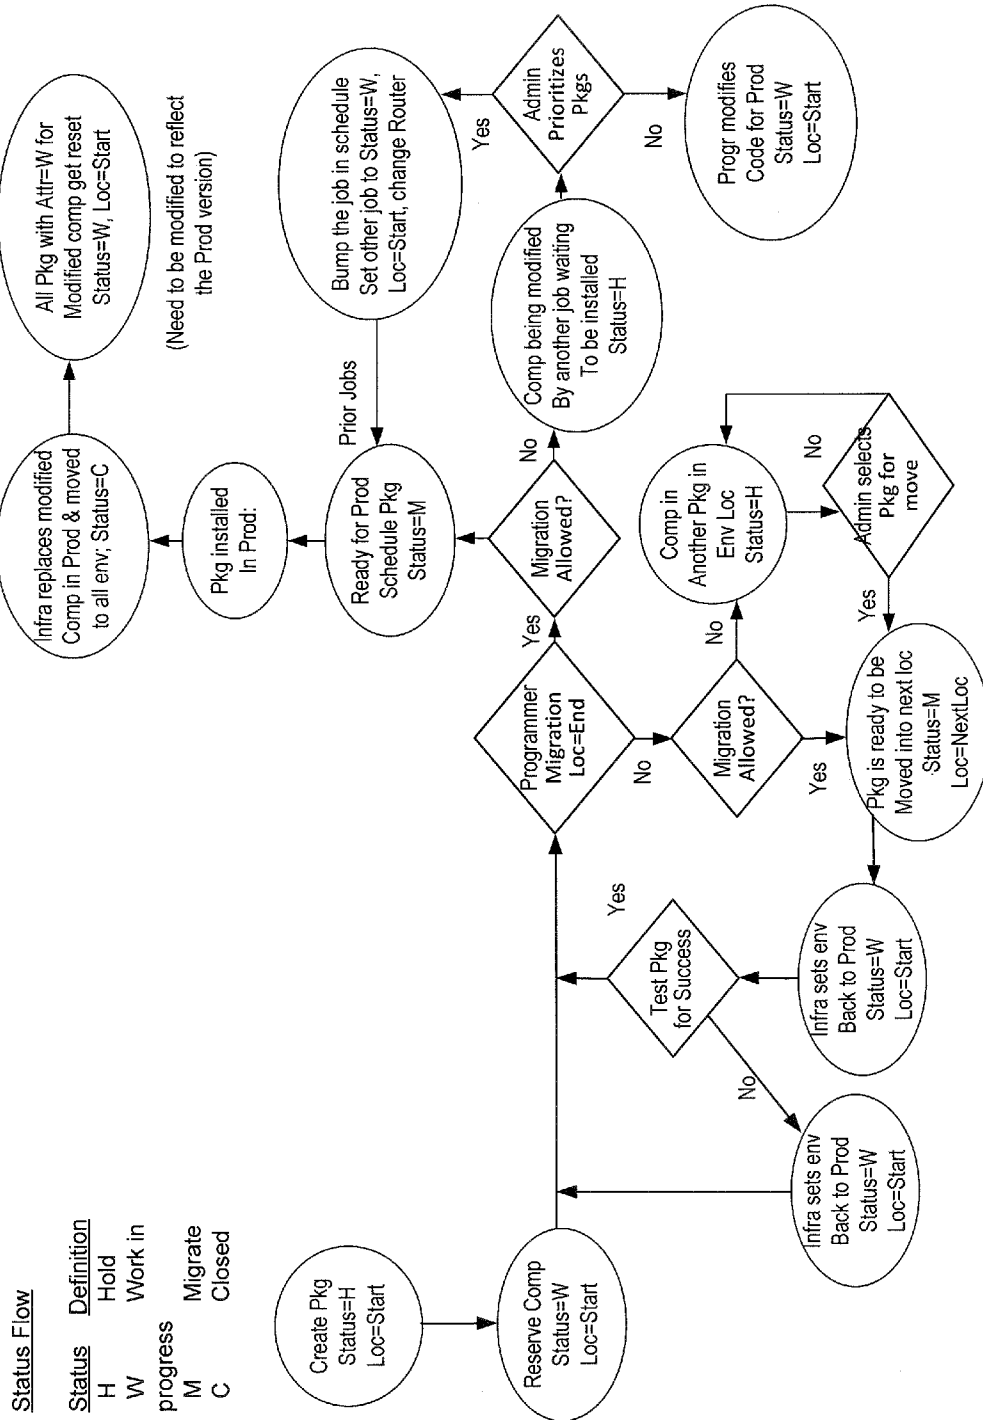 Status Flow
Status Definition
H Hold
W Work in
progress
M Migrate
C Closed
Create Pkg
Status=H
Loc=Start
Reserve Comp
Status=W
Loc=Start
Infra sets env
Back to Prod
Status=W
Loc=Start
No
Test Pkg
for Success
Yes
Infra sets env
Back to Prod
Status=W
Loc=Start
Programmer
Migration
Loc=End
Yes
No
Migration
Allowed?
No
Yes
Pkg is ready to be
Moved into next loc
Status=M
Loc=NextLoc
Comp in
Another Pkg in
Env Loc
Status=H
Admin selects
Pkg for
move
No
Yes
Migration
Allowed?
No
Ready for Prod
Schedule Pkg
Status=M
Prior Jobs
Pkg installed
In Prod:
Infra replaces modified
Comp in Prod & moved
to all env; Status=C
All Pkg with Attr=W for
Modified comp get reset
Status=W, Loc=Start
(Need to be modified to reflect
the Prod version)
Comp being modified
By another job waiting
To be installed
Status=H
Admin
Prioritizes
Pkgs
Yes
No
Bump the job in schedule
Set other job to Status=W,
Loc=Start, change Router
Progr modifies
Code for Prod
Status=W
Loc=Start